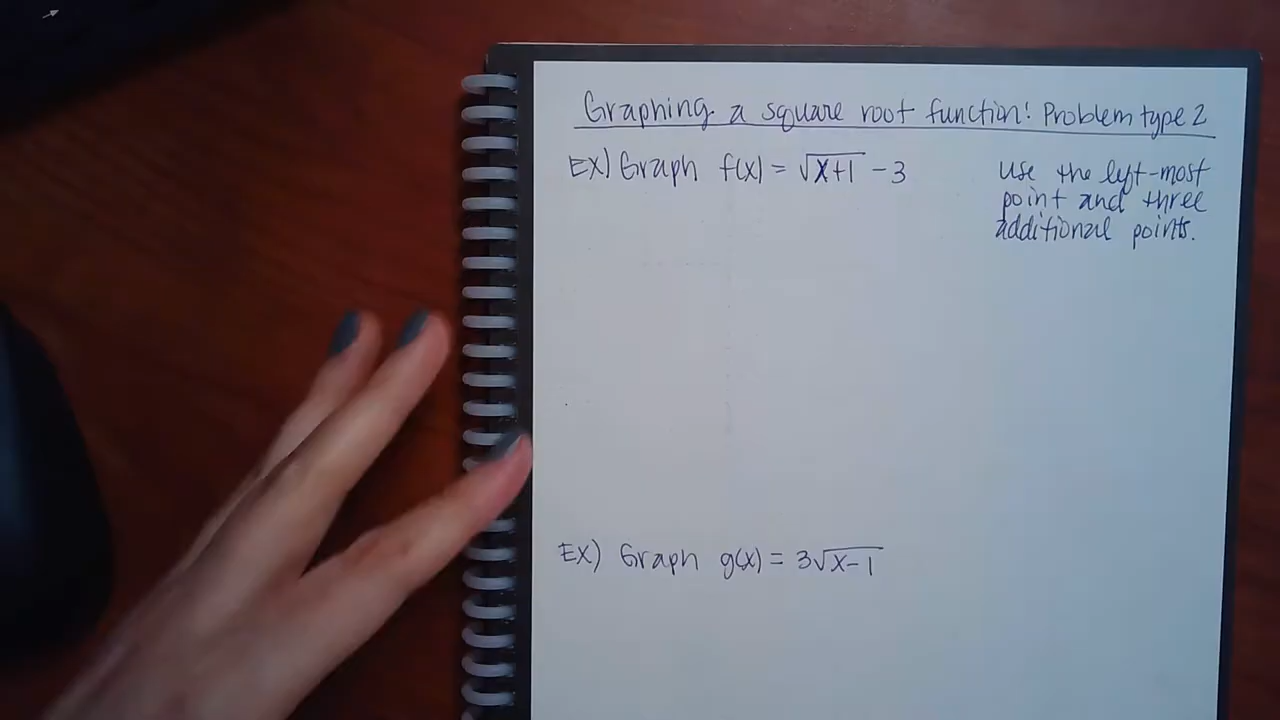 Graphing a square root function: Problem type 2
EX) Graph f(x) = √x+1 - 3
Use the left-most
point and three
additional points.
EX) Graph g(x) = 3√x-1